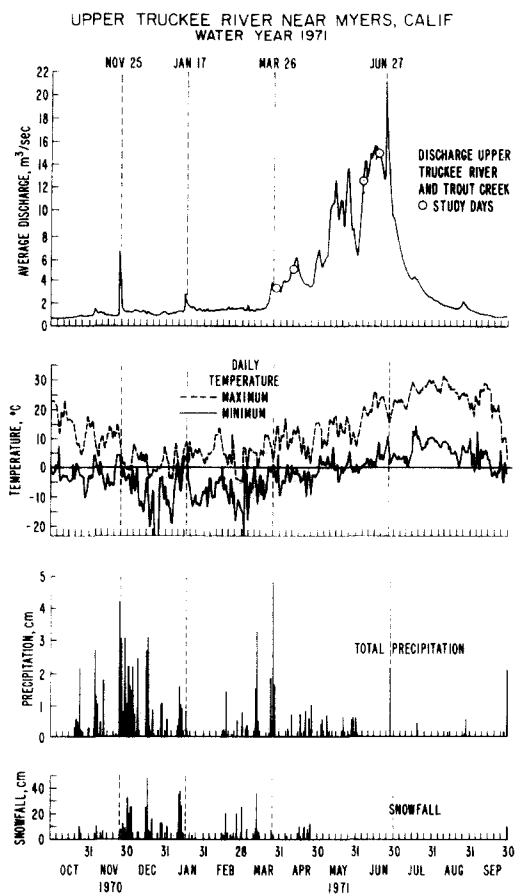 UPPER TRUCKEE RIVER NEAR MYERS, CALIF
WATER YEAR 1971
NOV 25 JAN 17 MAR 26 JUN 27
22
20
18
16
14
12
10
8
6
4
2
0
AVERAGE DISCHARGE, m³/sec
DISCHARGE UPPER
TRUCKEE RIVER
AND TROUT CREEK
○ STUDY DAYS
30
20
10
0
-10
-20
TEMPERATURE, °C
DAILY
TEMPERATURE
MAXIMUM
MINIMUM
5
4
3
2
1
0
PRECIPITATION, cm
TOTAL PRECIPITATION
40
20
0
SNOWFALL, cm
SNOWFALL
31 30 31 31 28 31 30 31 30 31 31 30
OCT NOV DEC JAN FEB MAR APR MAY JUN JUL AUG SEP
1970 1971